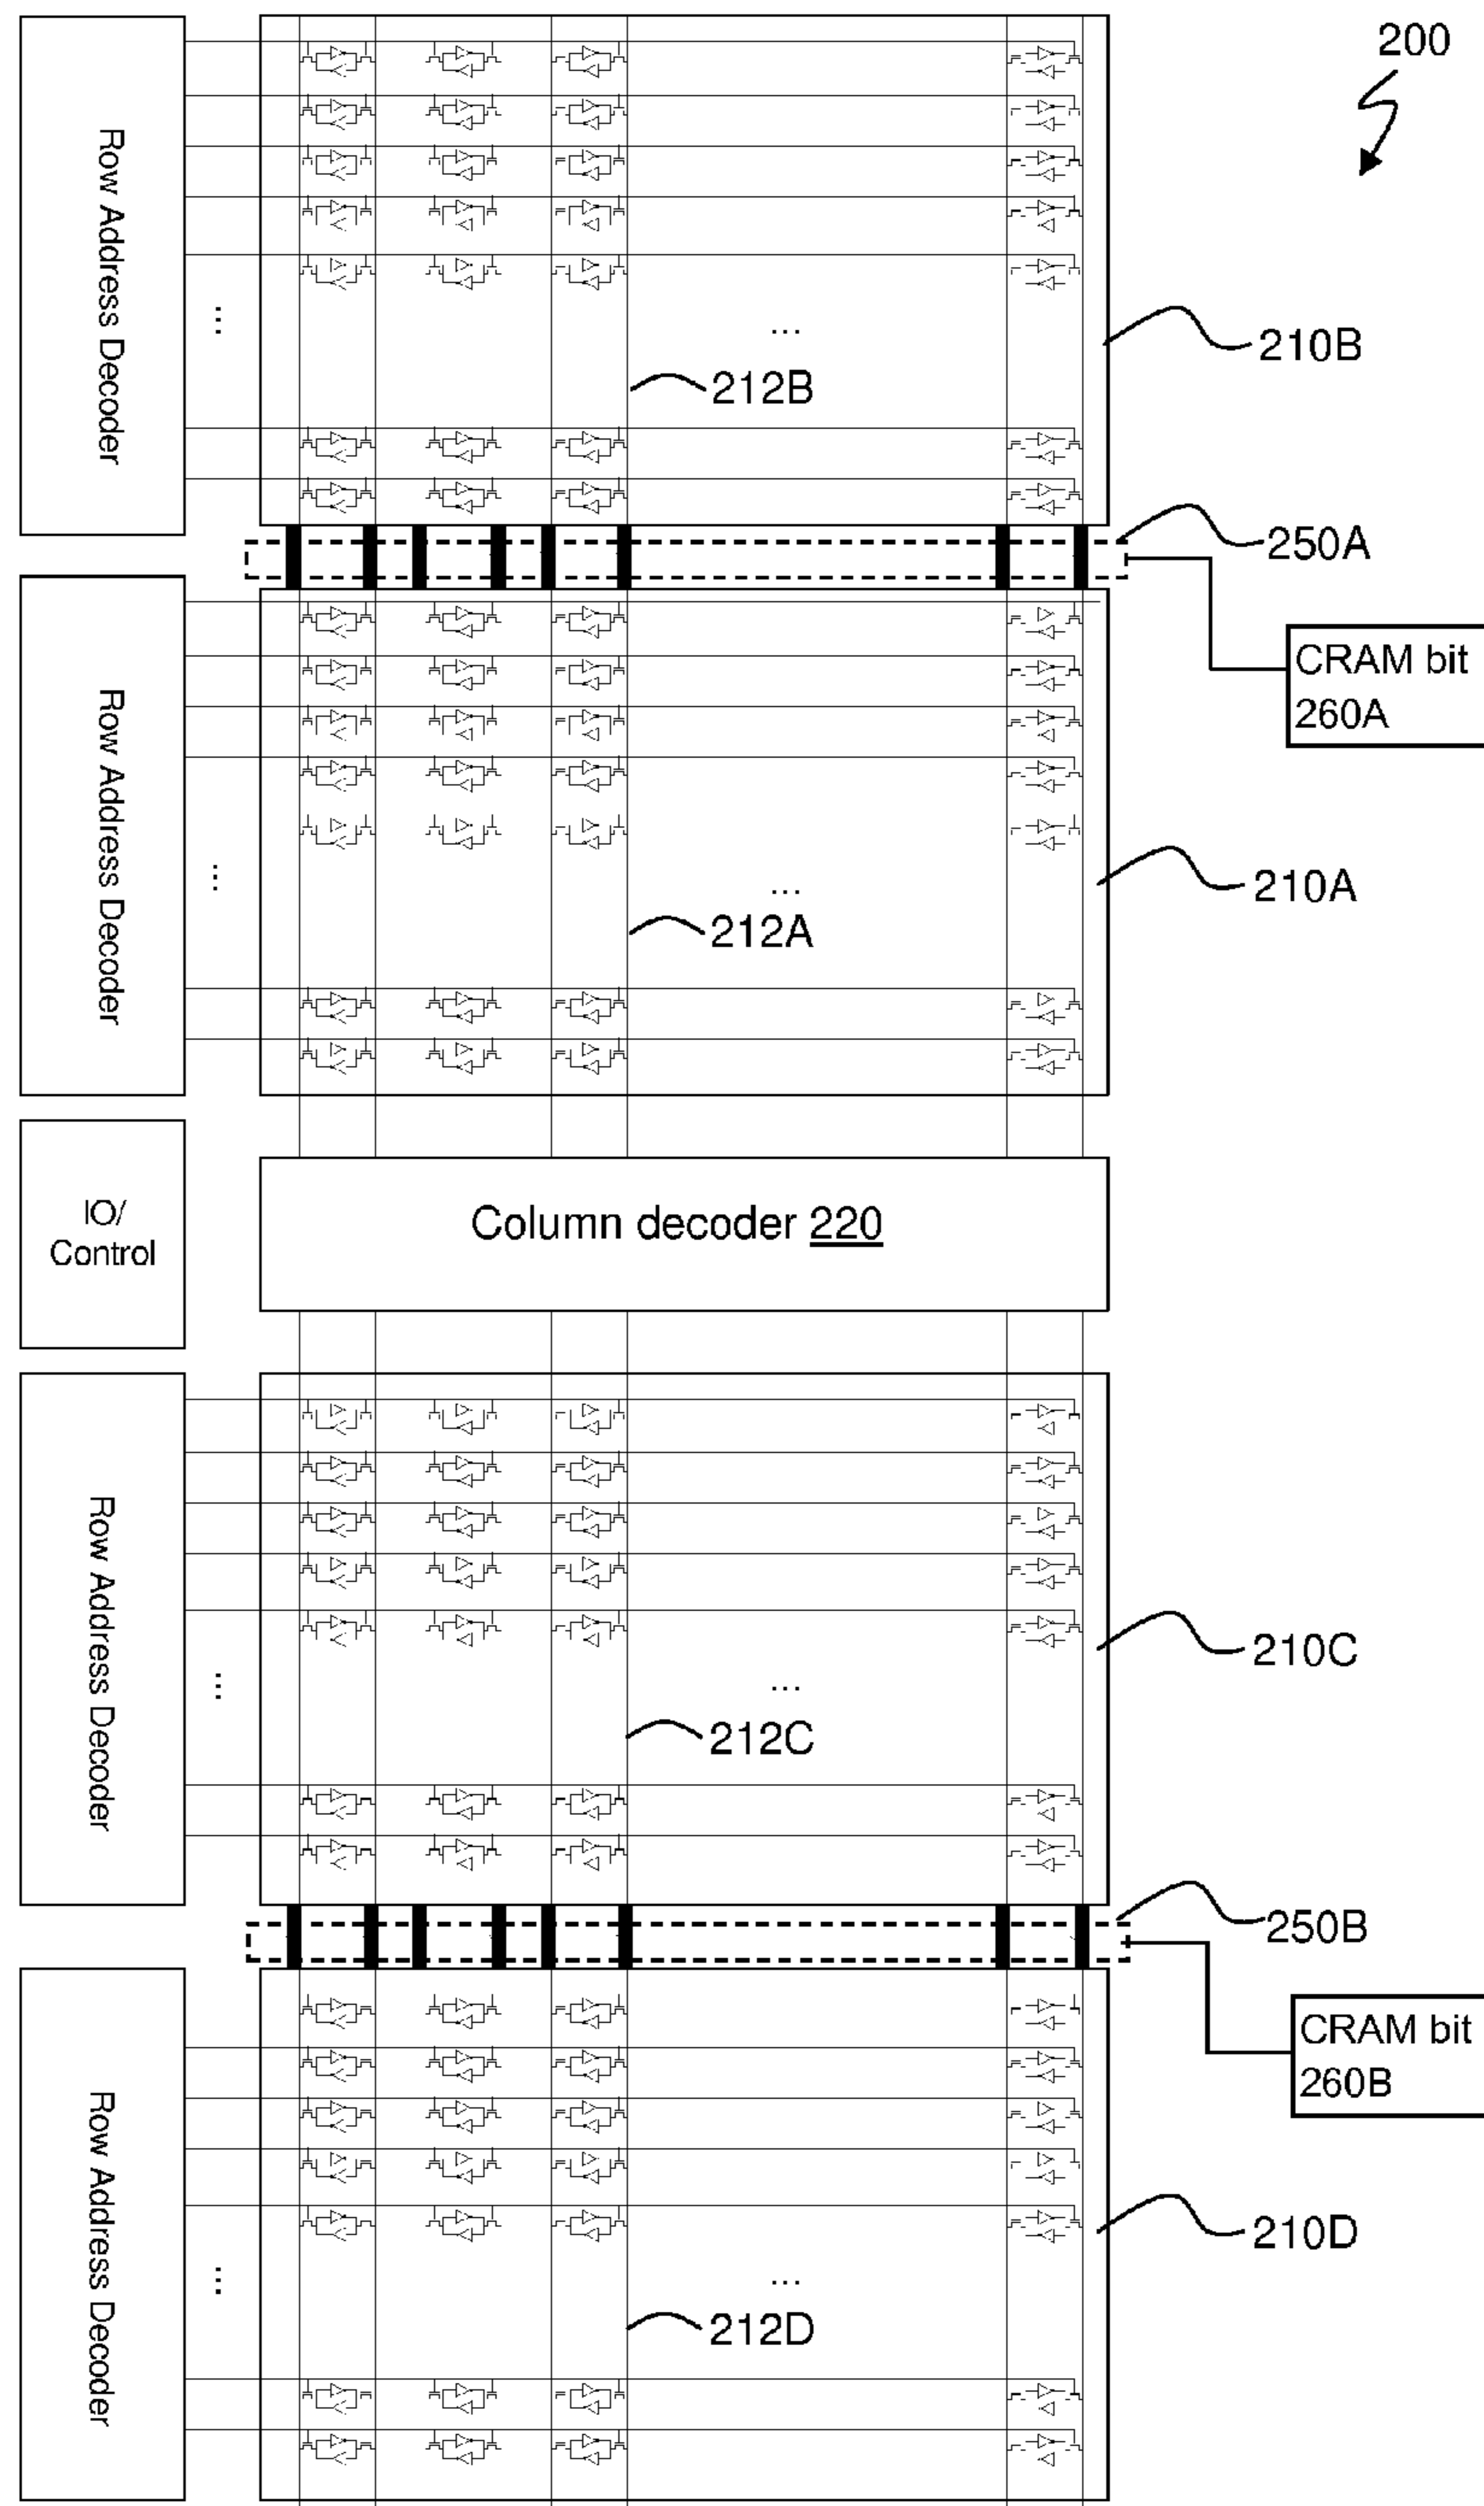 200
Row Address Decoder
...
...
210B
212B
250A
CRAM bit
260A
Row Address Decoder
...
...
210A
212A
IO/
Control
Column decoder 220
Row Address Decoder
...
...
210C
212C
250B
CRAM bit
260B
Row Address Decoder
...
...
210D
212D